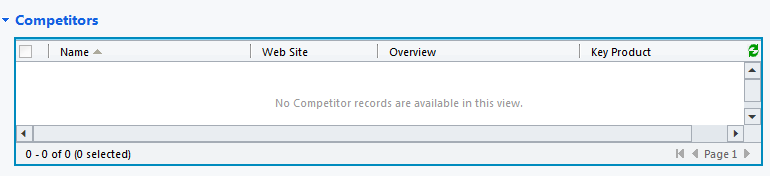 Competitors
Name Web Site Overview Key Product
No Competitor records are available in this view.
0 - 0 of 0 (0 selected) Page 1